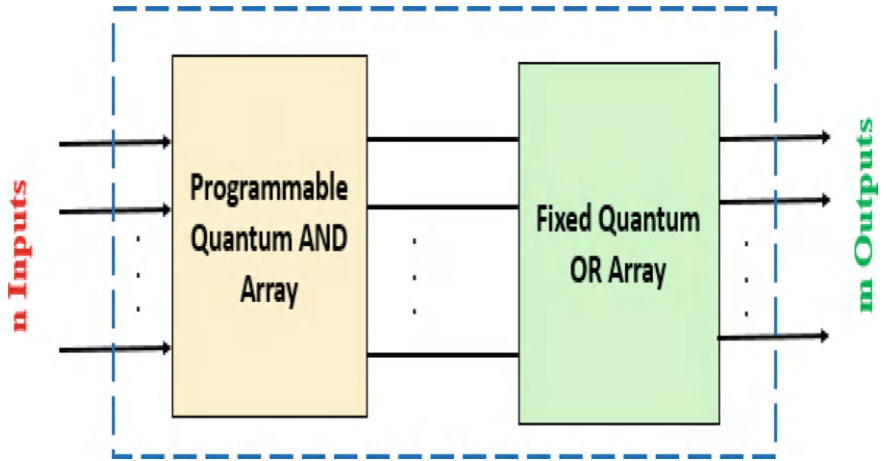 n Inputs
Programmable
Quantum AND
Array
Fixed Quantum
OR Array
m Outputs